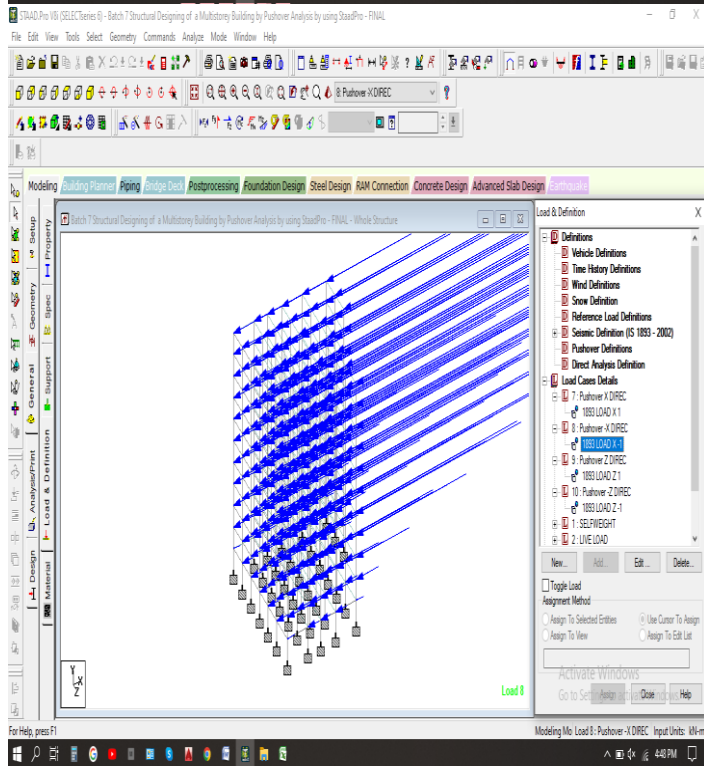 STAAD.Pro V8i (SELECTseries 6) - Batch 7 Structural Designing of a Multistorey Building by Pushover Analysis by using StaadPro - FINAL
File Edit View Tools Select Geometry Commands Analyze Mode Window Help
8: Pushover -X DIREC
Modeling Building Planner Piping Bridge Deck Postprocessing Foundation Design Steel Design RAM Connection Concrete Design Advanced Slab Design Earthquake
Setup
Geometry
General
Analysis/Print
Design
Property
Spec
Support
Load & Definition
Material
Batch 7 Structural Designing of a Multistorey Building by Pushover Analysis by using StaadPro - FINAL - Whole Structure
Y
X
Z
Load 8
Load & Definition X
Definitions
Vehicle Definitions
Time History Definitions
Wind Definitions
Snow Definition
Reference Load Definitions
Seismic Definition (IS 1893 - 2002)
Pushover Definitions
Direct Analysis Definition
Load Cases Details
7 : Pushover X DIREC
1893 LOAD X 1
8 : Pushover -X DIREC
1893 LOAD X -1
9 : Pushover Z DIREC
1893 LOAD Z 1
10 : Pushover -Z DIREC
1893 LOAD Z -1
1 : SELFWEIGHT
2 : LIVE LOAD
New... Add... Edit ... Delete...
Toggle Load
Assignment Method
Assign To Selected Entities Use Cursor To Assign
Assign To View Assign To Edit List
Activate Windows
Assign Close Help
For Help, press F1
Modeling Mo Load 8 : Pushover -X DIREC Input Units: kN-m
4:48 PM